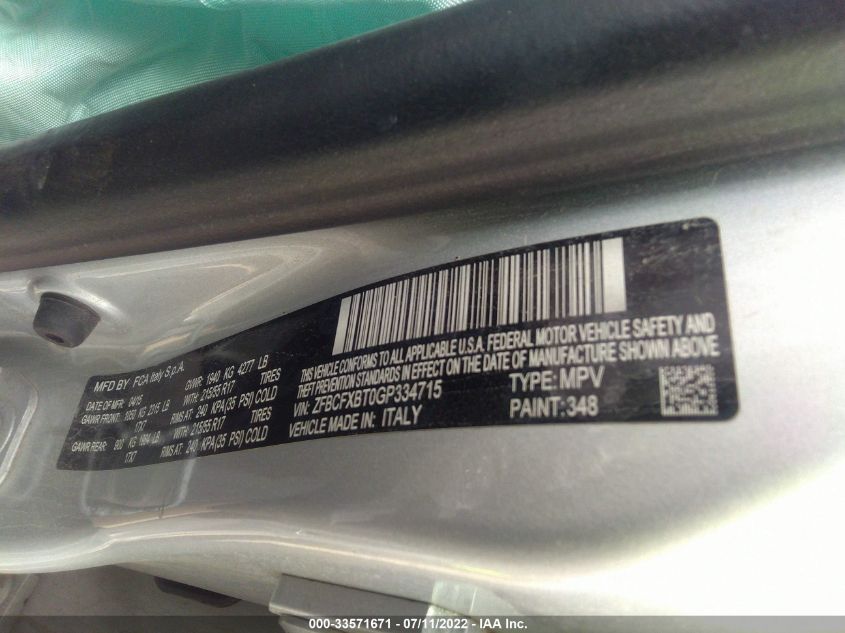 MFD BY FCA Italy S.p.A.
DATE OF MFR 04/15 GVWR 1940 KG 4277 LB
GAWR FRONT: 1050 KG 2315 LB WITH 215/55 R17 TIRES
17X7 RIMS AT: 240 KPA(35 PSI) COLD
GAWR REAR: 900 KG 1984 LB WITH 215/55 R17 TIRES
17X7 RIMS AT: 240 KPA(35 PSI) COLD
THIS VEHICLE CONFORMS TO ALL APPLICABLE U.S.A. FEDERAL MOTOR VEHICLE SAFETY AND
THEFT PREVENTION STANDARDS IN EFFECT ON THE DATE OF MANUFACTURE SHOWN ABOVE
VIN: ZFBCFXBT0GP334715 TYPE: MPV
VEHICLE MADE IN: ITALY PAINT: 348
000-33571671 - 07/11/2022 - IAA Inc.